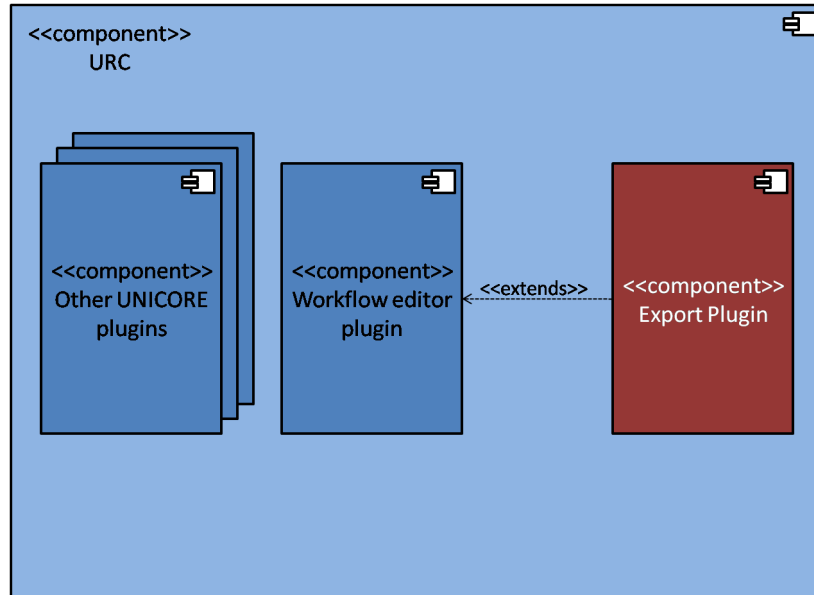 <<component>>
URC
<<component>>
Other UNICORE
plugins
<<component>>
Workflow editor
plugin
<<extends>>
<<component>>
Export Plugin